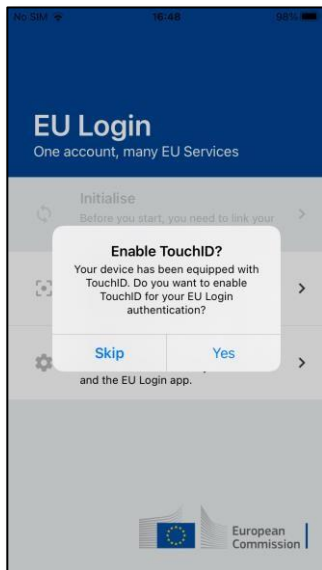 No SIM 16:48 98%
EU Login
One account, many EU Services
Initialise
Before you start, you need to link your
Enable TouchID?
Your device has been equipped with
TouchID. Do you want to enable
TouchID for your EU Login
authentication?
Skip Yes
and the EU Login app.
European
Commission